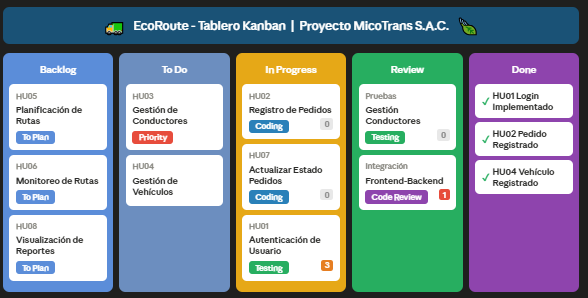 EcoRoute - Tablero Kanban | Proyecto MicoTrans S.A.C.
Backlog
HU05
Planificación de
Rutas
To Plan
HU06
Monitoreo de Rutas
To Plan
HU08
Visualización de
Reportes
To Plan
To Do
HU03
Gestión de
Conductores
Priority
HU04
Gestión de
Vehículos
In Progress
HU02
Registro de Pedidos
Coding
0
HU07
Actualizar Estado
Pedidos
Coding
0
HU01
Autenticación de
Usuario
Testing
3
Review
Pruebas
Gestión
Conductores
Testing
0
Integración
Frontend-Backend
Code Review
1
Done
✓ HU01 Login
Implementado
✓ HU02 Pedido
Registrado
✓ HU04 Vehículo
Registrado